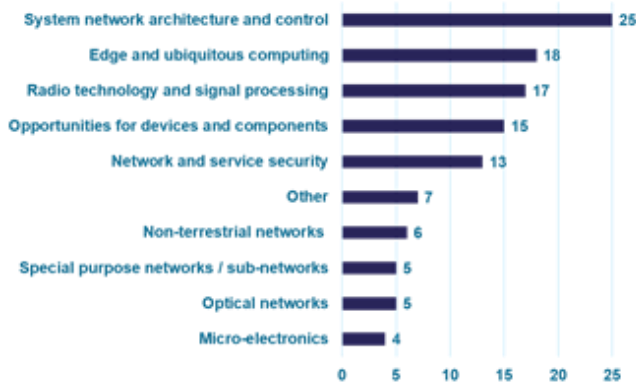 System network architecture and control 25
Edge and ubiquitous computing 18
Radio technology and signal processing 17
Opportunities for devices and components 15
Network and service security 13
Other 7
Non-terrestrial networks 6
Special purpose networks / sub-networks 5
Optical networks 5
Micro-electronics 4
0 5 10 15 20 25